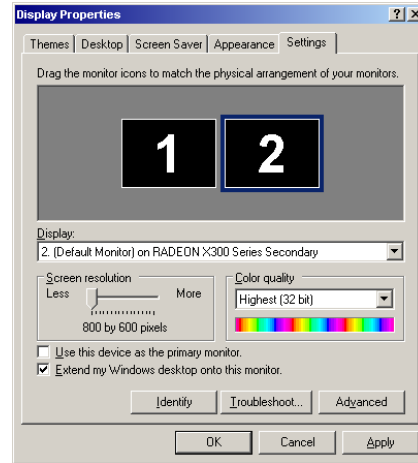 Display Properties
Themes Desktop Screen Saver Appearance Settings
Drag the monitor icons to match the physical arrangement of your monitors.
1 2
Display:
2. (Default Monitor) on RADEON X300 Series Secondary
Screen resolution
Less More
800 by 600 pixels
Color quality
Highest (32 bit)
Use this device as the primary monitor.
Extend my Windows desktop onto this monitor.
Identify Troubleshoot... Advanced
OK Cancel Apply